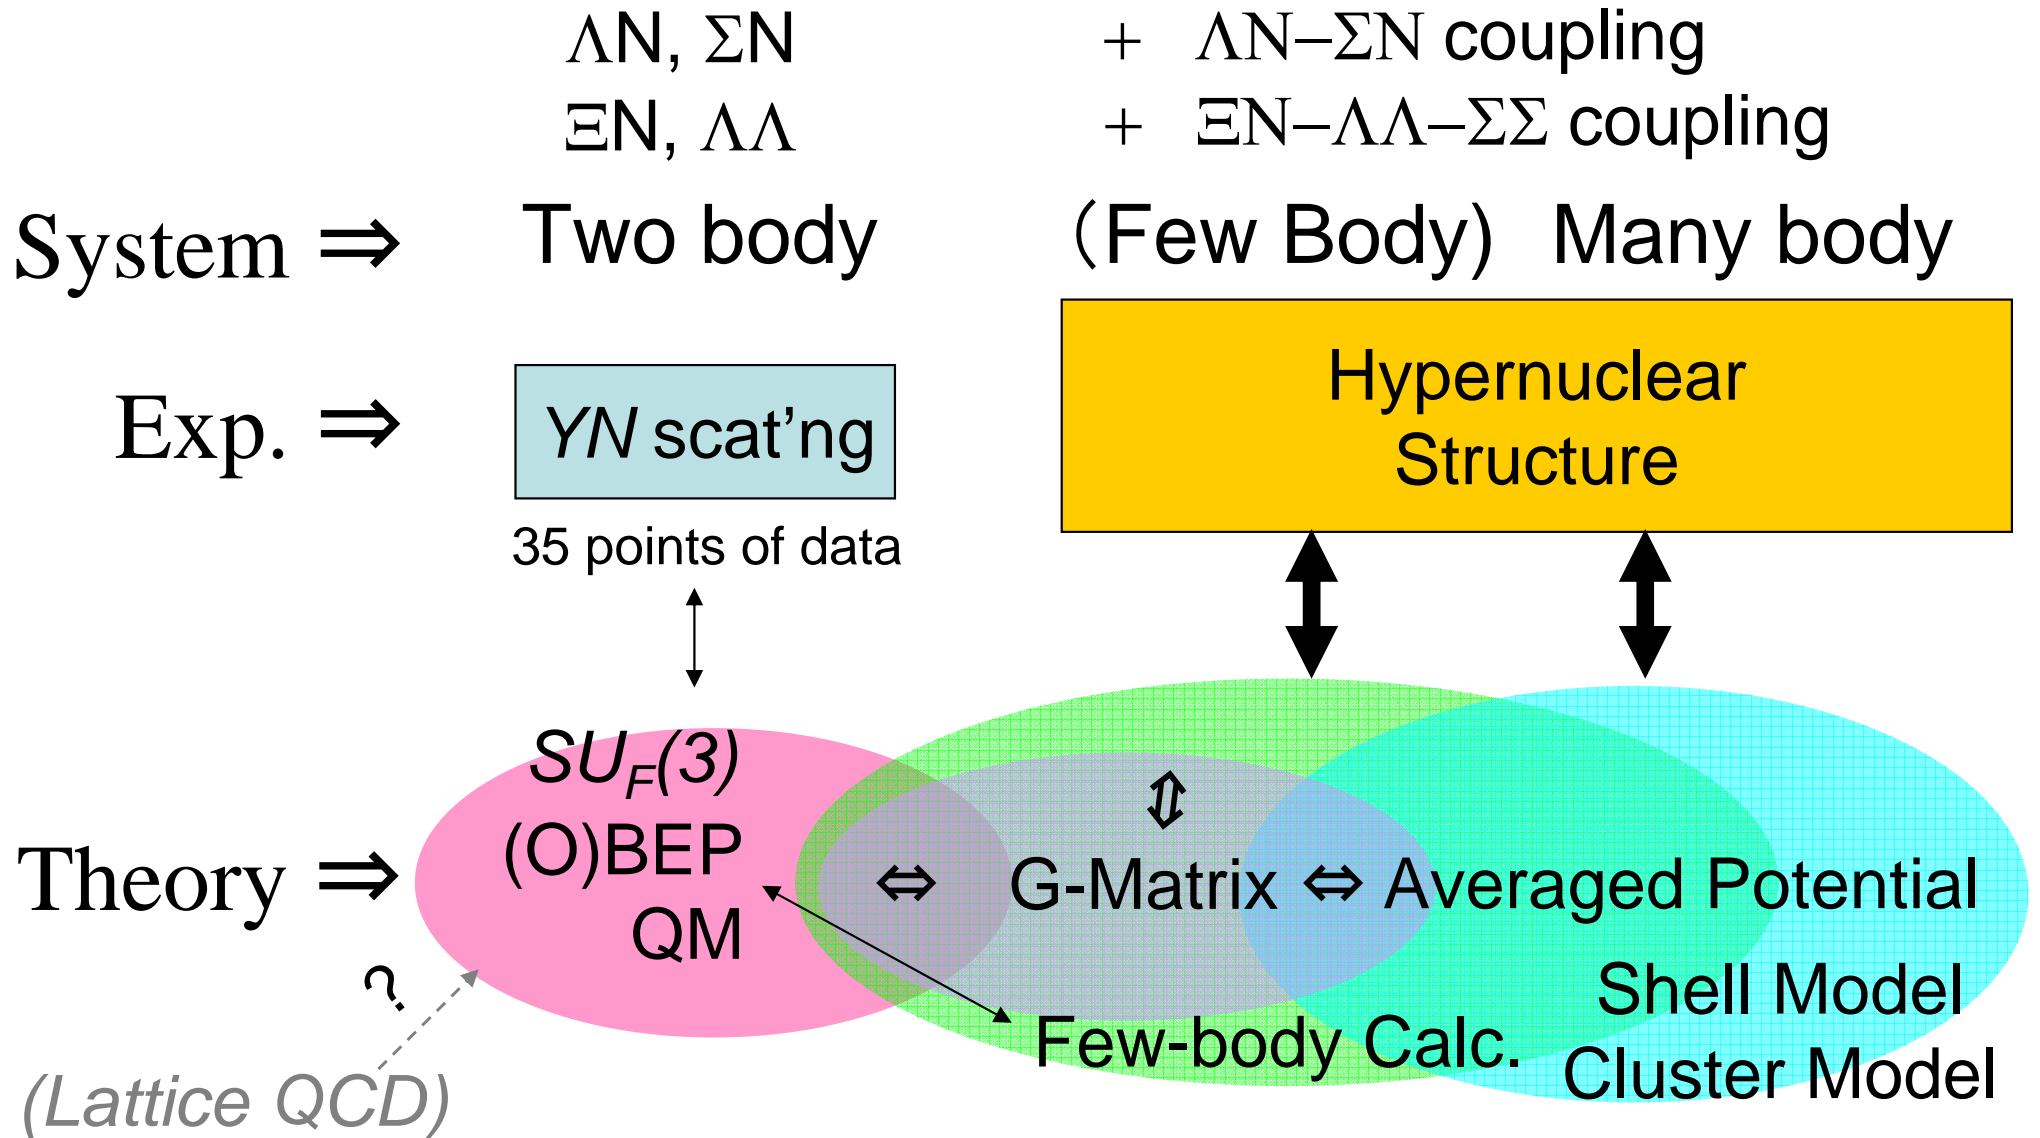 ΛN, ΣN + ΛN–ΣN coupling
ΞN, ΛΛ + ΞN–ΛΛ–ΣΣ coupling
System ⇒ Two body (Few Body) Many body
Exp. ⇒ YN scat’ng
Hypernuclear
Structure
35 points of data
Theory ⇒
SU_F(3)
(O)BEP
QM
⇕
⇔ G-Matrix ⇔ Averaged Potential
Shell Model
Few-body Calc.
Cluster Model
?
(Lattice QCD)